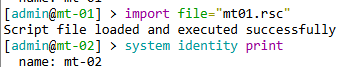 [admin@mt-01] > import file="mt01.rsc"
Script file loaded and executed successfully
[admin@mt-02] > system identity print
  name: mt-02